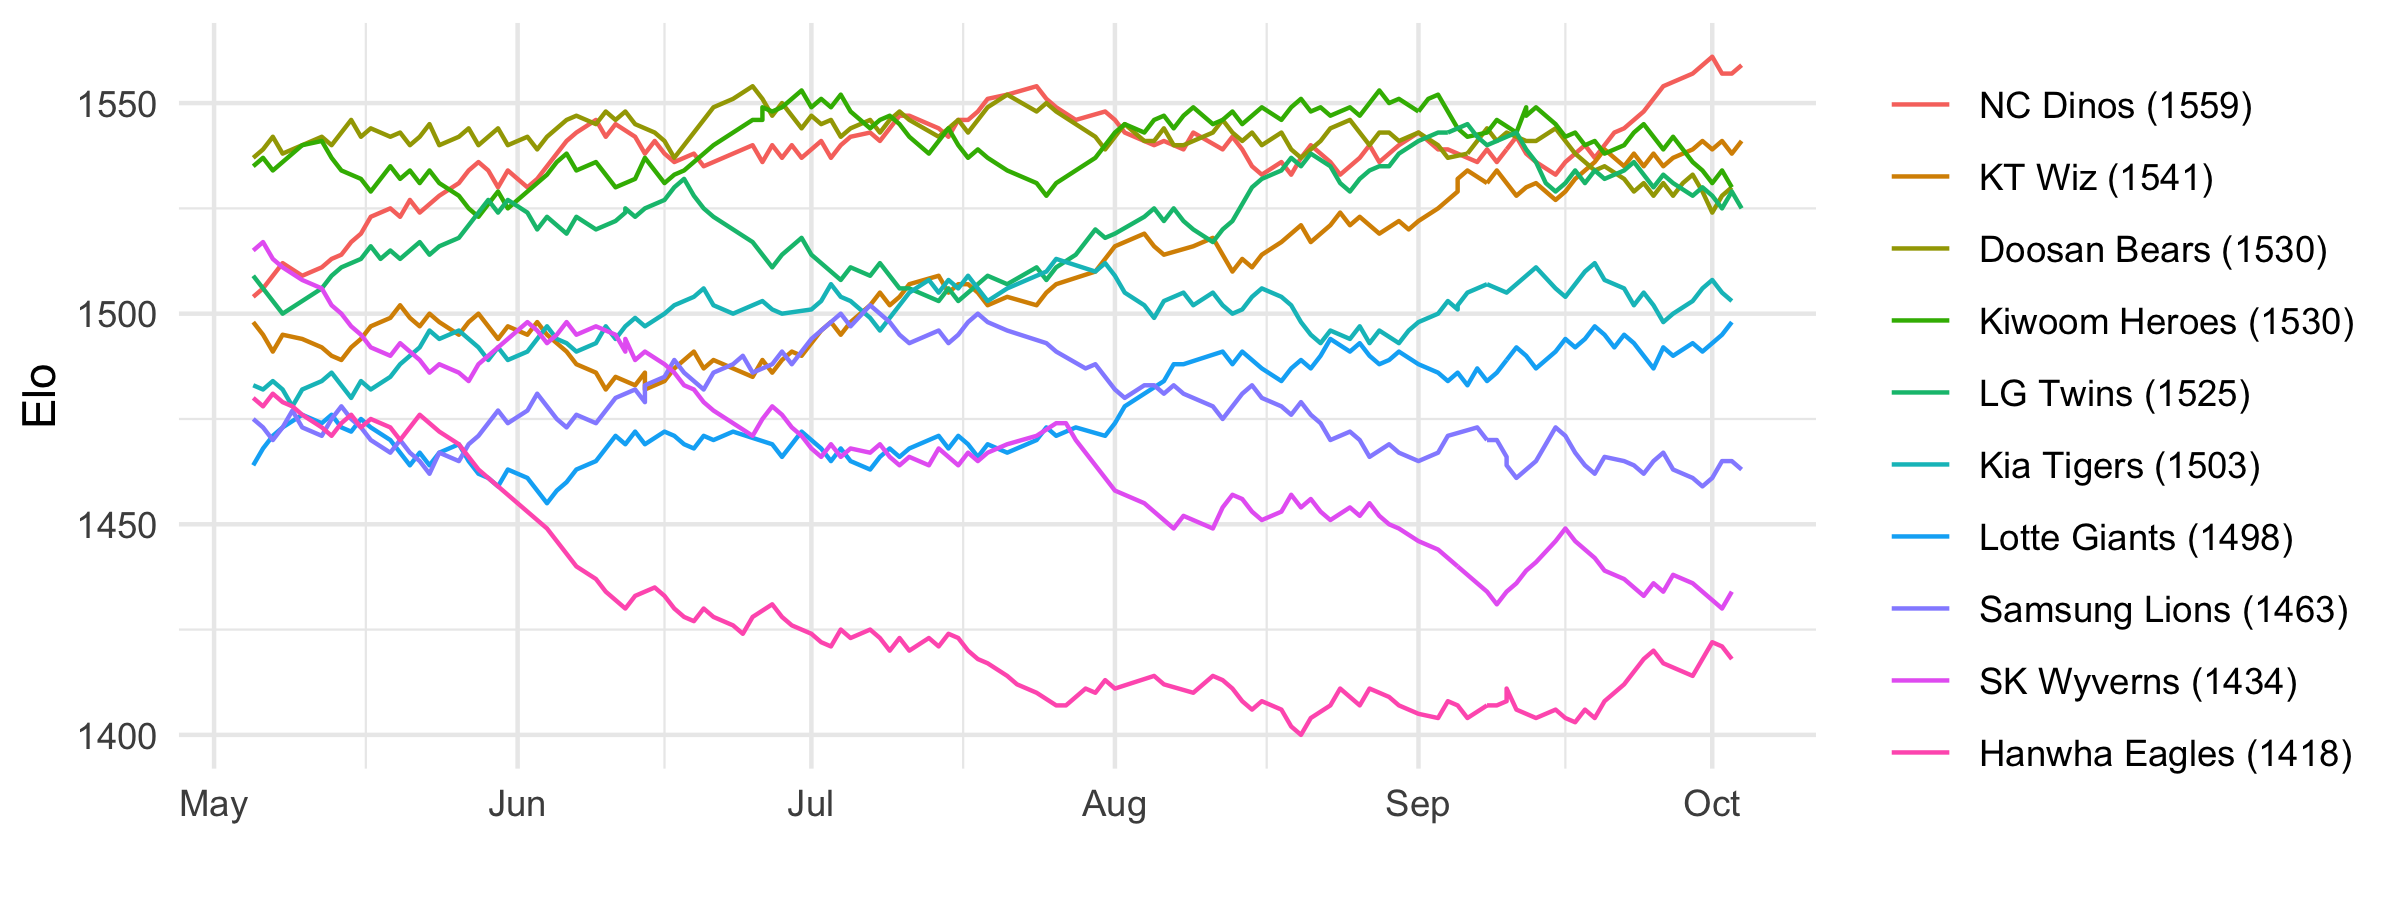 Elo
1550
1500
1450
1400
May Jun Jul Aug Sep Oct
NC Dinos (1559)
KT Wiz (1541)
Doosan Bears (1530)
Kiwoom Heroes (1530)
LG Twins (1525)
Kia Tigers (1503)
Lotte Giants (1498)
Samsung Lions (1463)
SK Wyverns (1434)
Hanwha Eagles (1418)